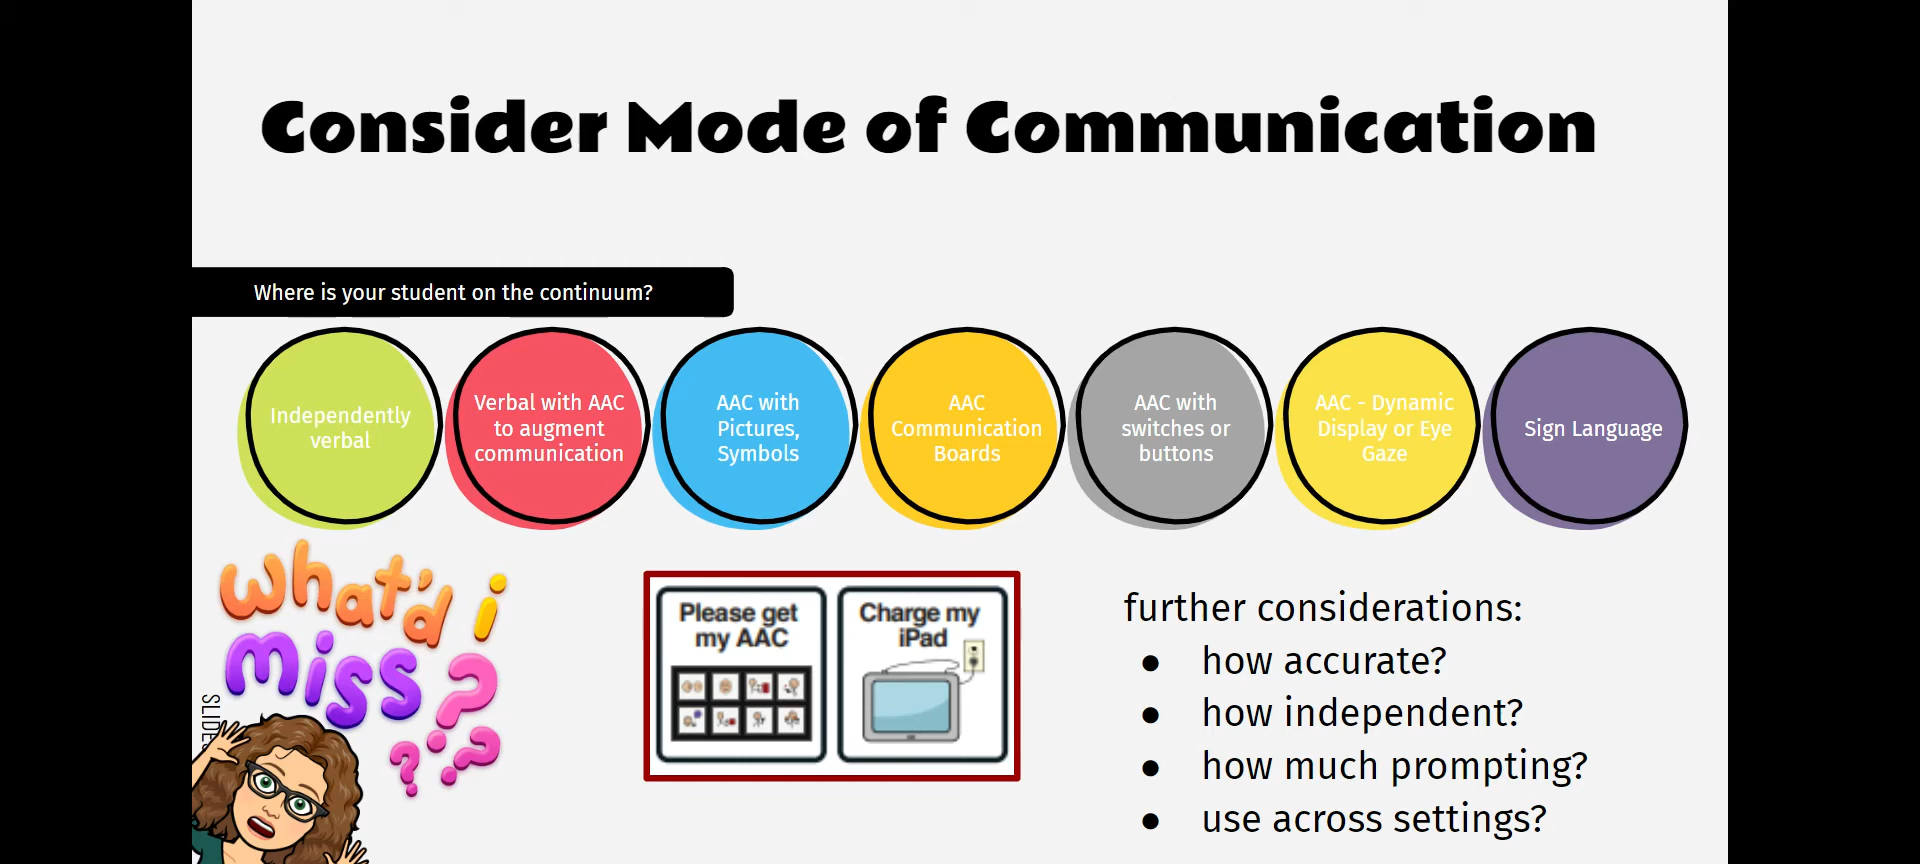 Consider Mode of Communication
Where is your student on the continuum?
Independently
verbal
Verbal with AAC
to augment
communication
AAC with
Pictures,
Symbols
AAC
Communication
Boards
AAC with
switches or
buttons
AAC - Dynamic
Display or Eye
Gaze
Sign Language
what'd i
miss?
??
Please get
my AAC
Charge my
iPad
further considerations:
● how accurate?
● how independent?
● how much prompting?
● use across settings?